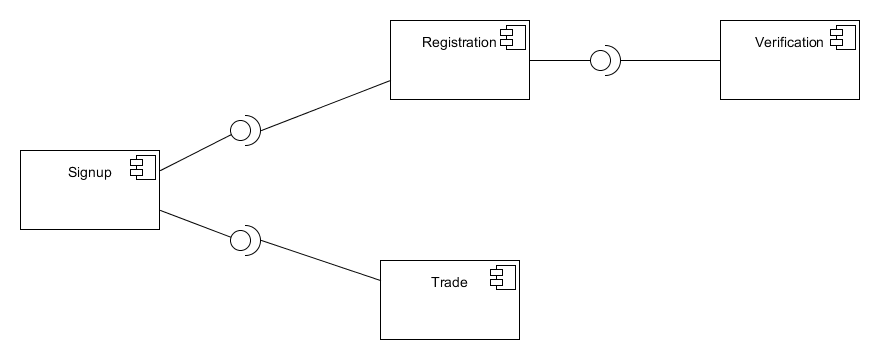 Registration
Verification
Signup
Trade